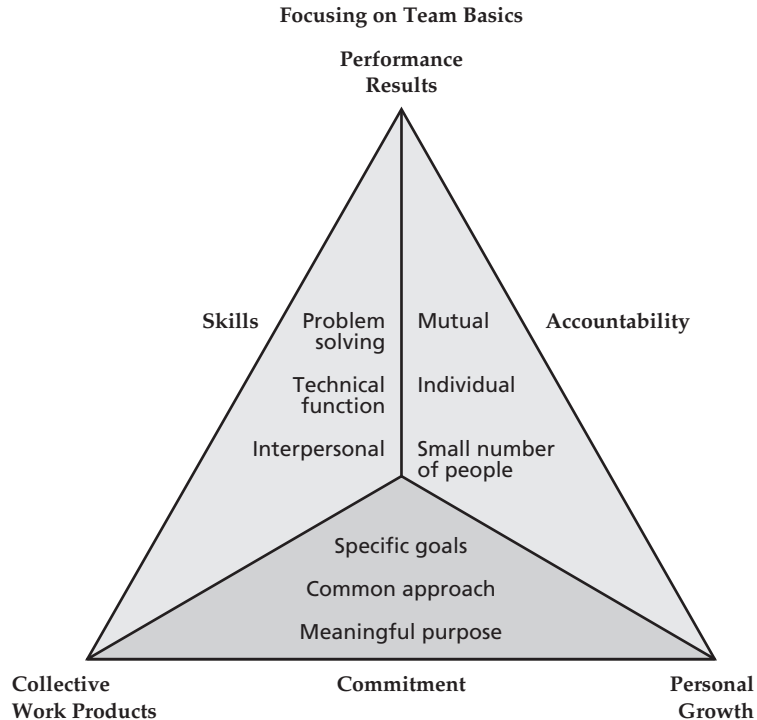 Focusing on Team Basics
Performance
Results
Skills
Problem
solving
Mutual
Accountability
Technical
function
Individual
Interpersonal
Small number
of people
Specific goals
Common approach
Meaningful purpose
Collective
Work Products
Commitment
Personal
Growth